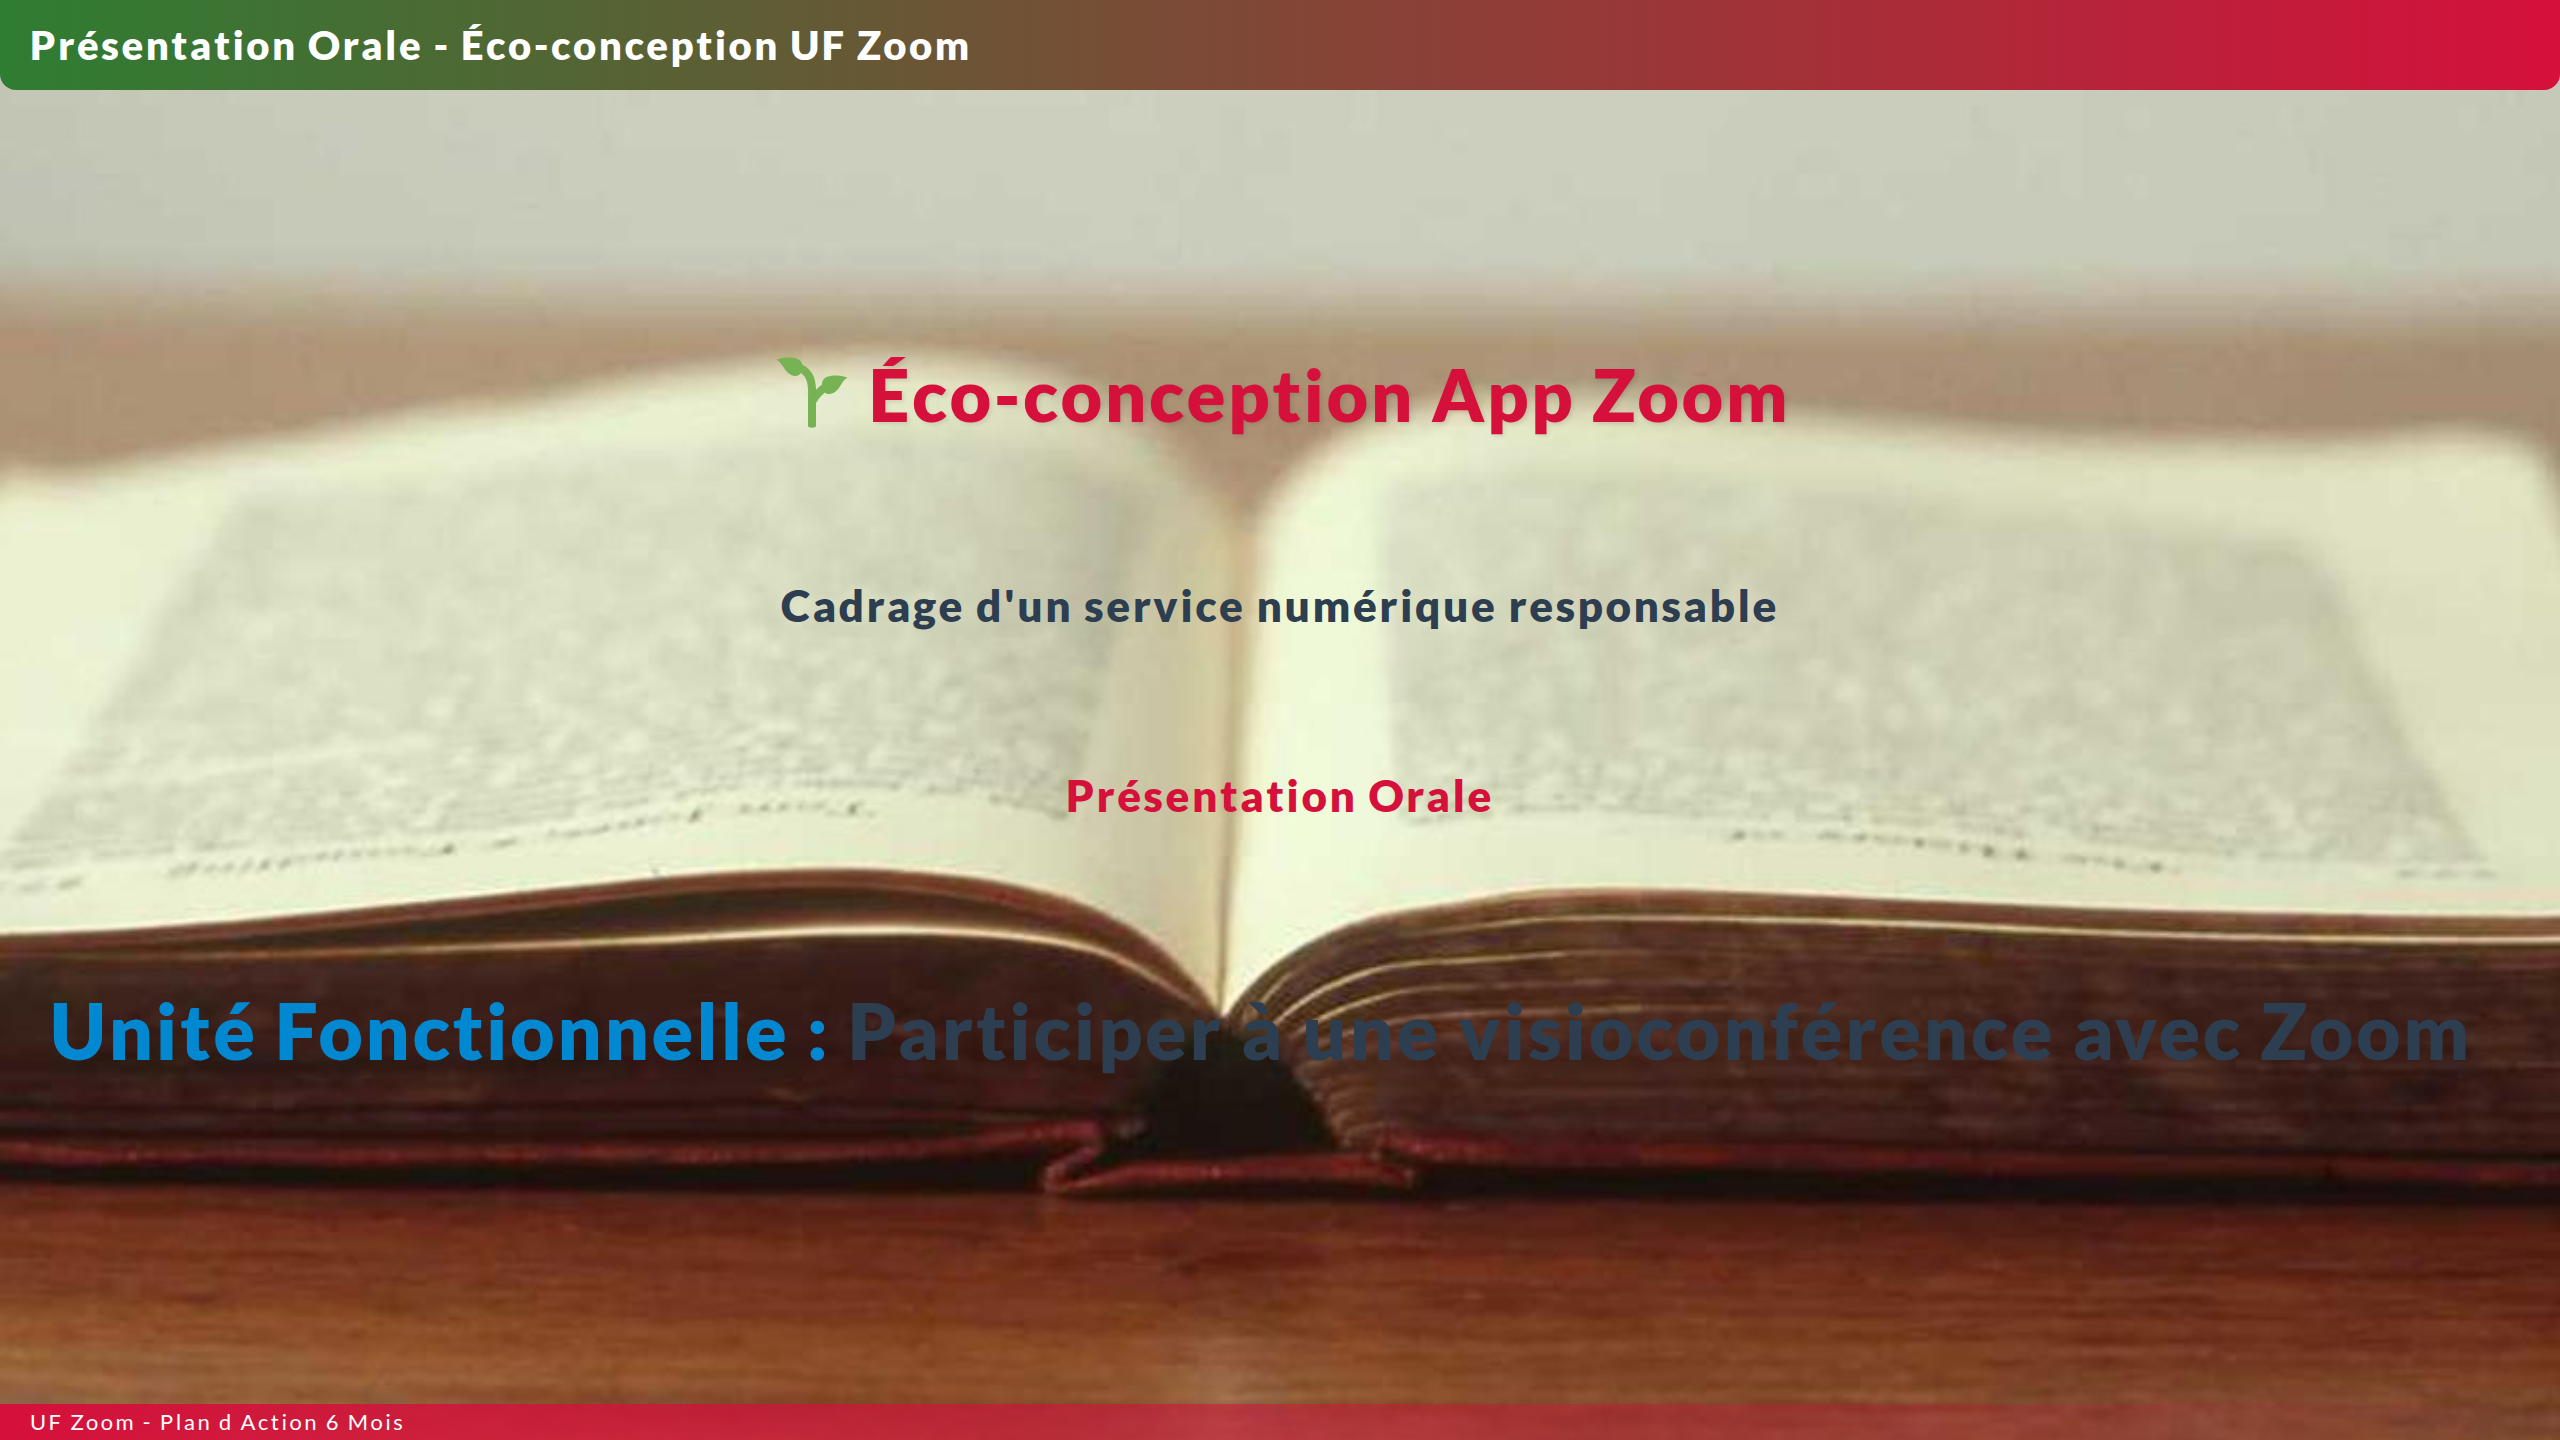 Présentation Orale - Éco-conception UF Zoom
Éco-conception App Zoom
Cadrage d'un service numérique responsable
Présentation Orale
Unité Fonctionnelle : Participer à une visioconférence avec Zoom
UF Zoom - Plan d Action 6 Mois